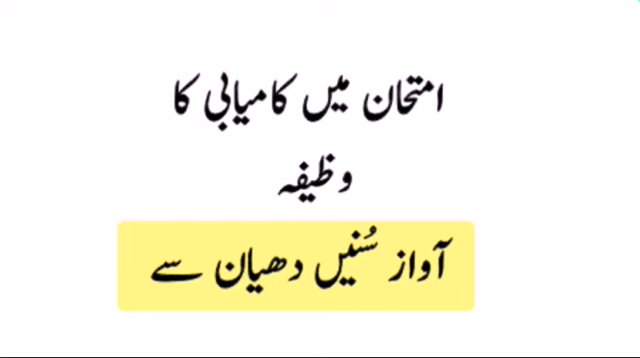 امتحان میں کامیابی کا
وظیفہ
آواز سُنیں دھیان سے